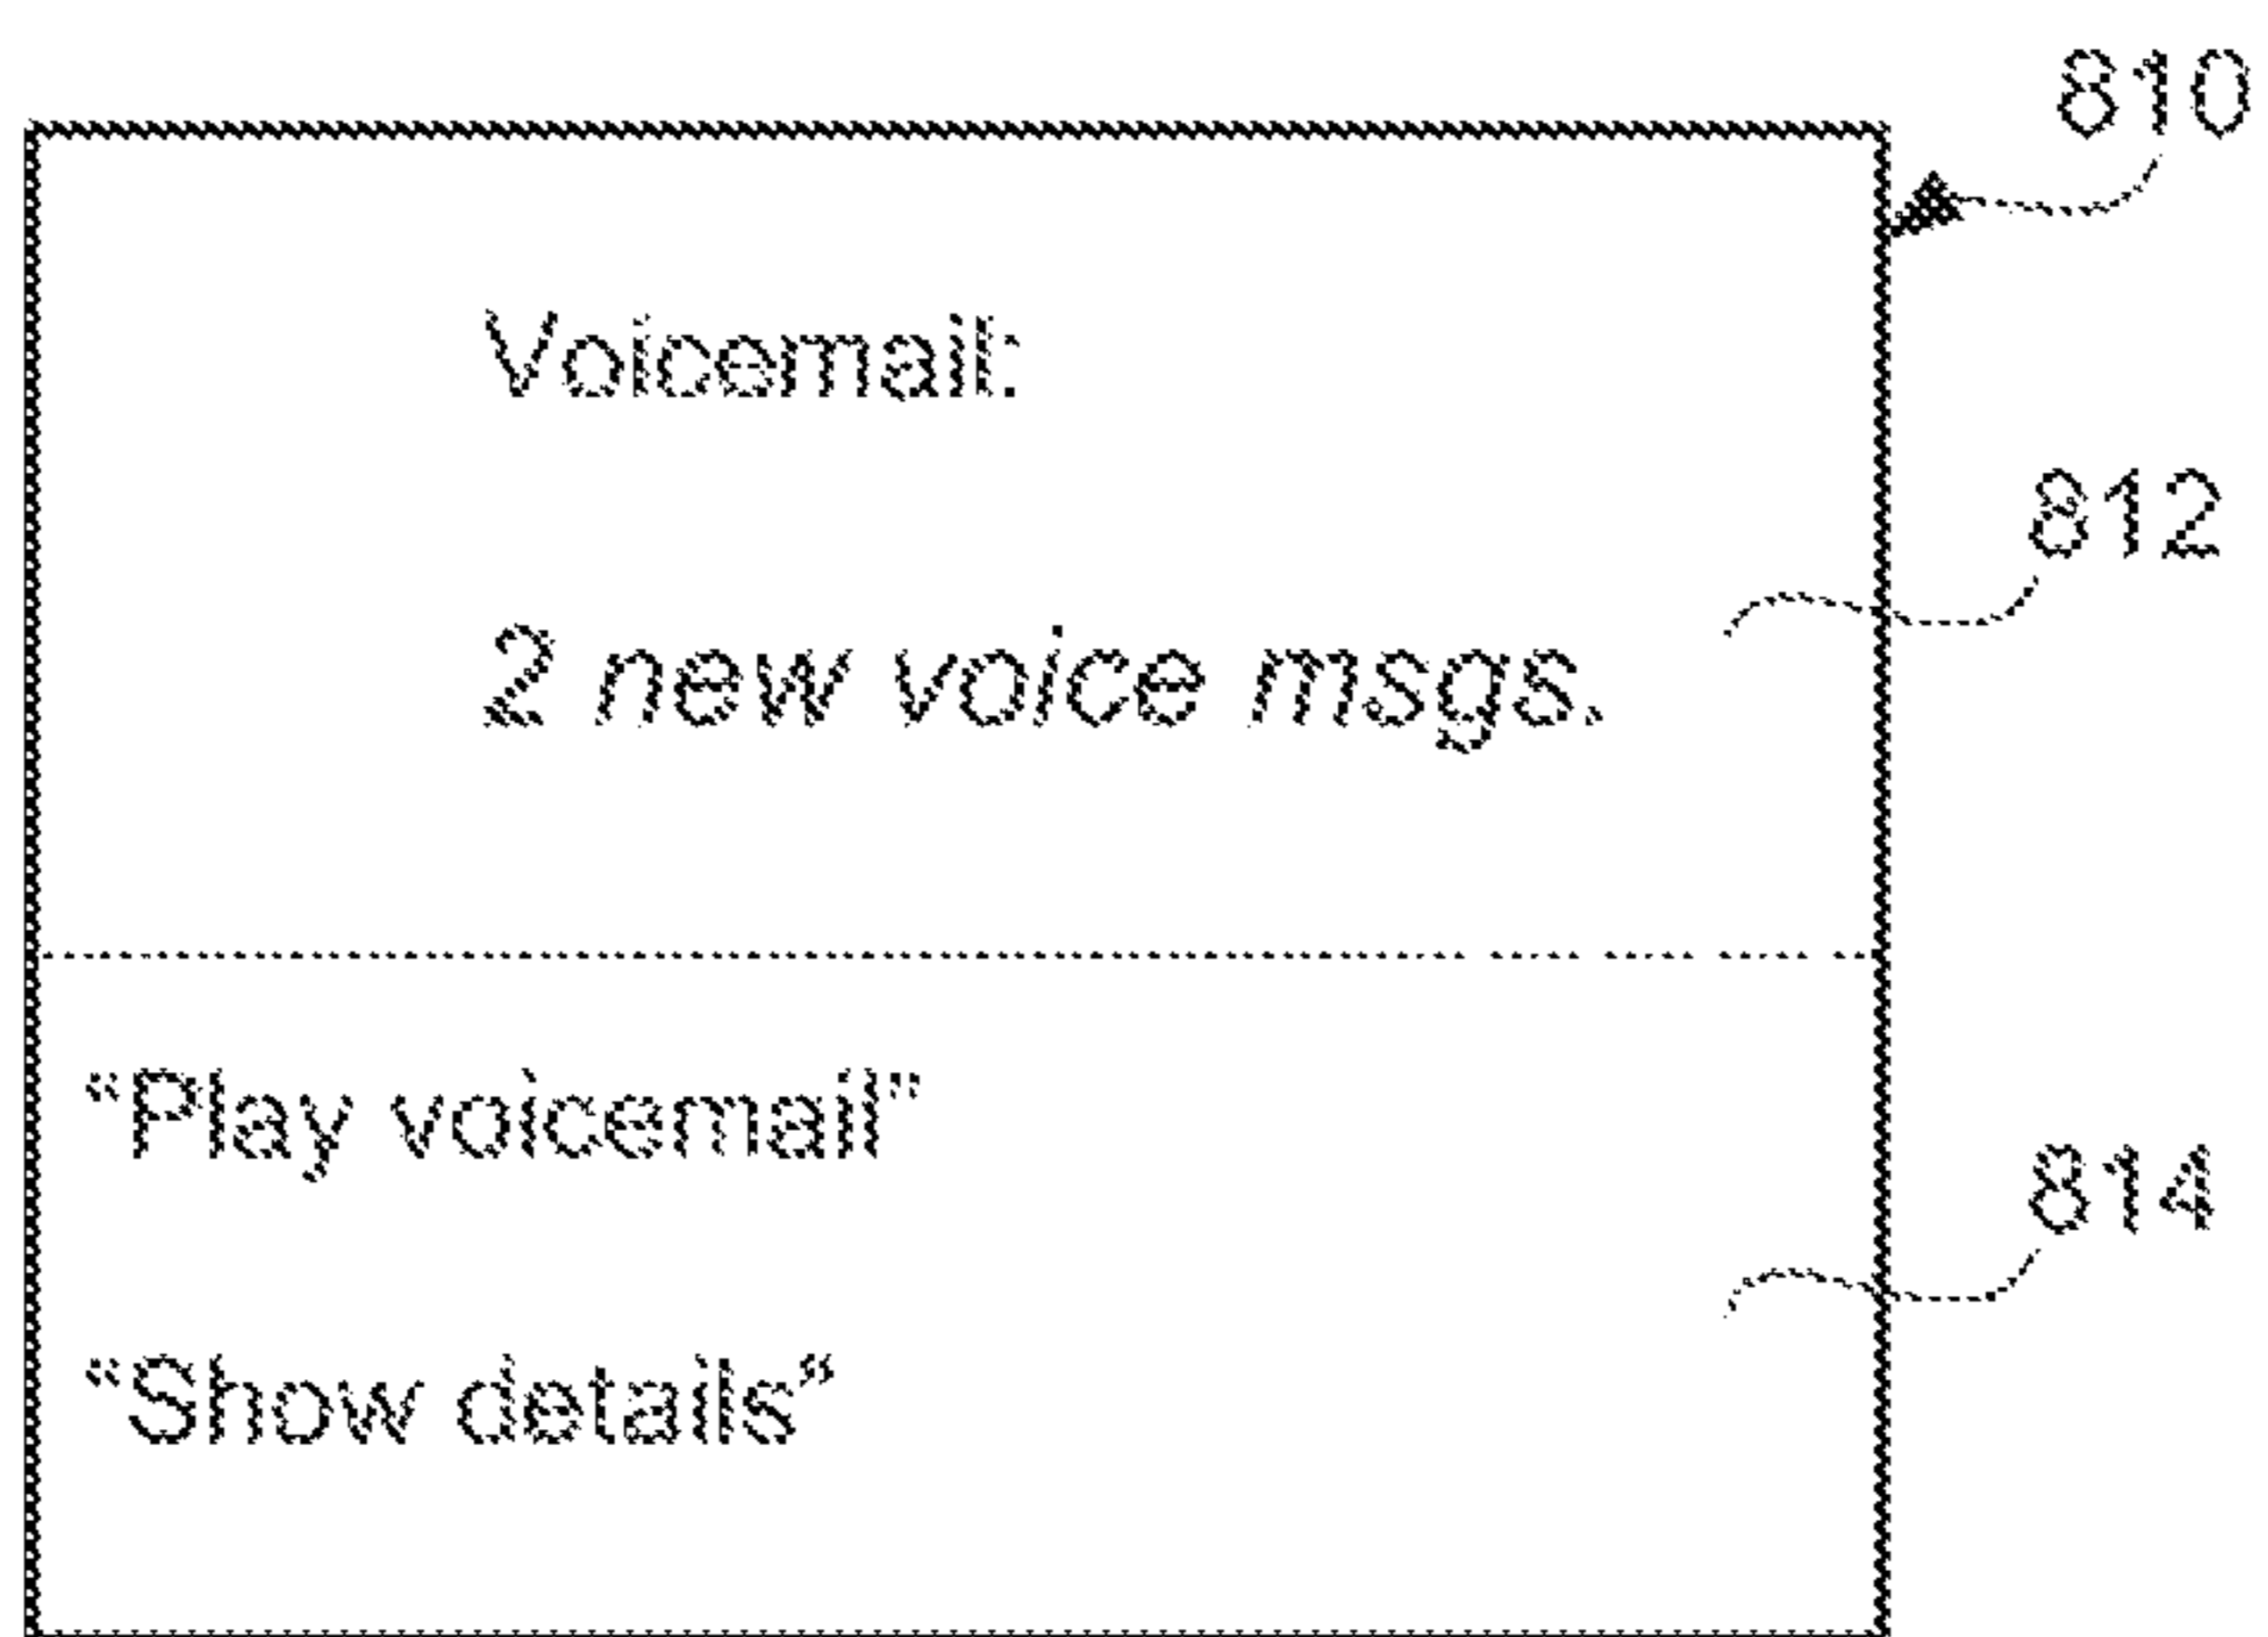 810
Voicemail:
812
2 new voice msgs.
“Play voicemail”
814
“Show details”